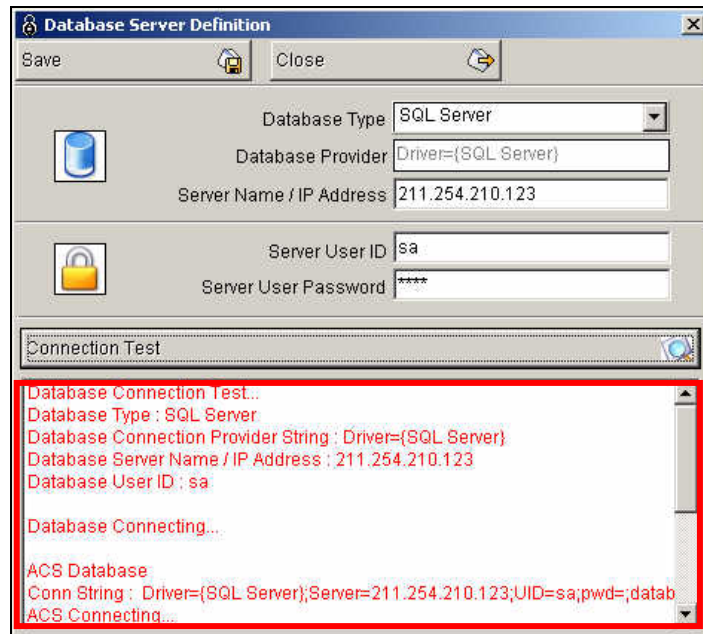 Database Server Definition
Save Close
Database Type SQL Server
Database Provider Driver={SQL Server}
Server Name / IP Address 211.254.210.123
Server User ID sa
Server User Password ****
Connection Test
Database Connection Test...
Database Type : SQL Server
Database Connection Provider String : Driver={SQL Server}
Database Server Name / IP Address : 211.254.210.123
Database User ID : sa
Database Connecting...
ACS Database
Conn String : Driver={SQL Server};Server=211.254.210.123;UID=sa;pwd=;datab
ACS Connecting...